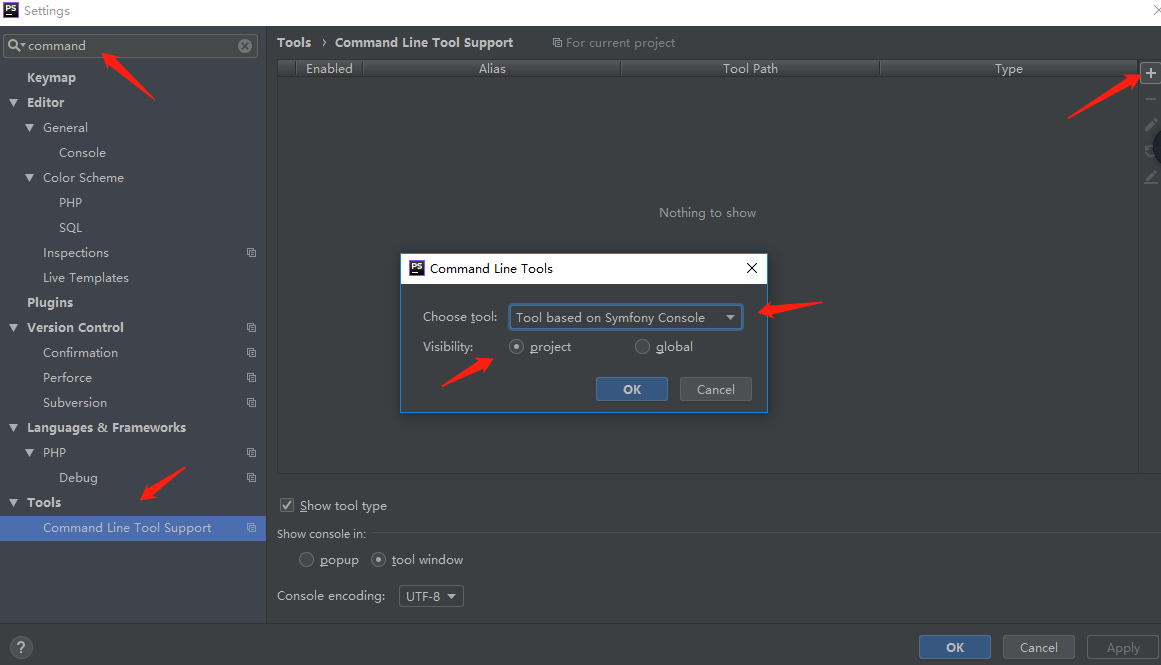 PS Settings
command
Keymap
Editor
General
Console
Color Scheme
PHP
SQL
Inspections
Live Templates
Plugins
Version Control
Confirmation
Perforce
Subversion
Languages & Frameworks
PHP
Debug
Tools
Command Line Tool Support
Tools › Command Line Tool Support For current project
Enabled Alias Tool Path Type
Nothing to show
PS Command Line Tools
Choose tool: Tool based on Symfony Console
Visibility: project global
OK Cancel
Show tool type
Show console in:
popup tool window
Console encoding: UTF-8
? OK Cancel Apply